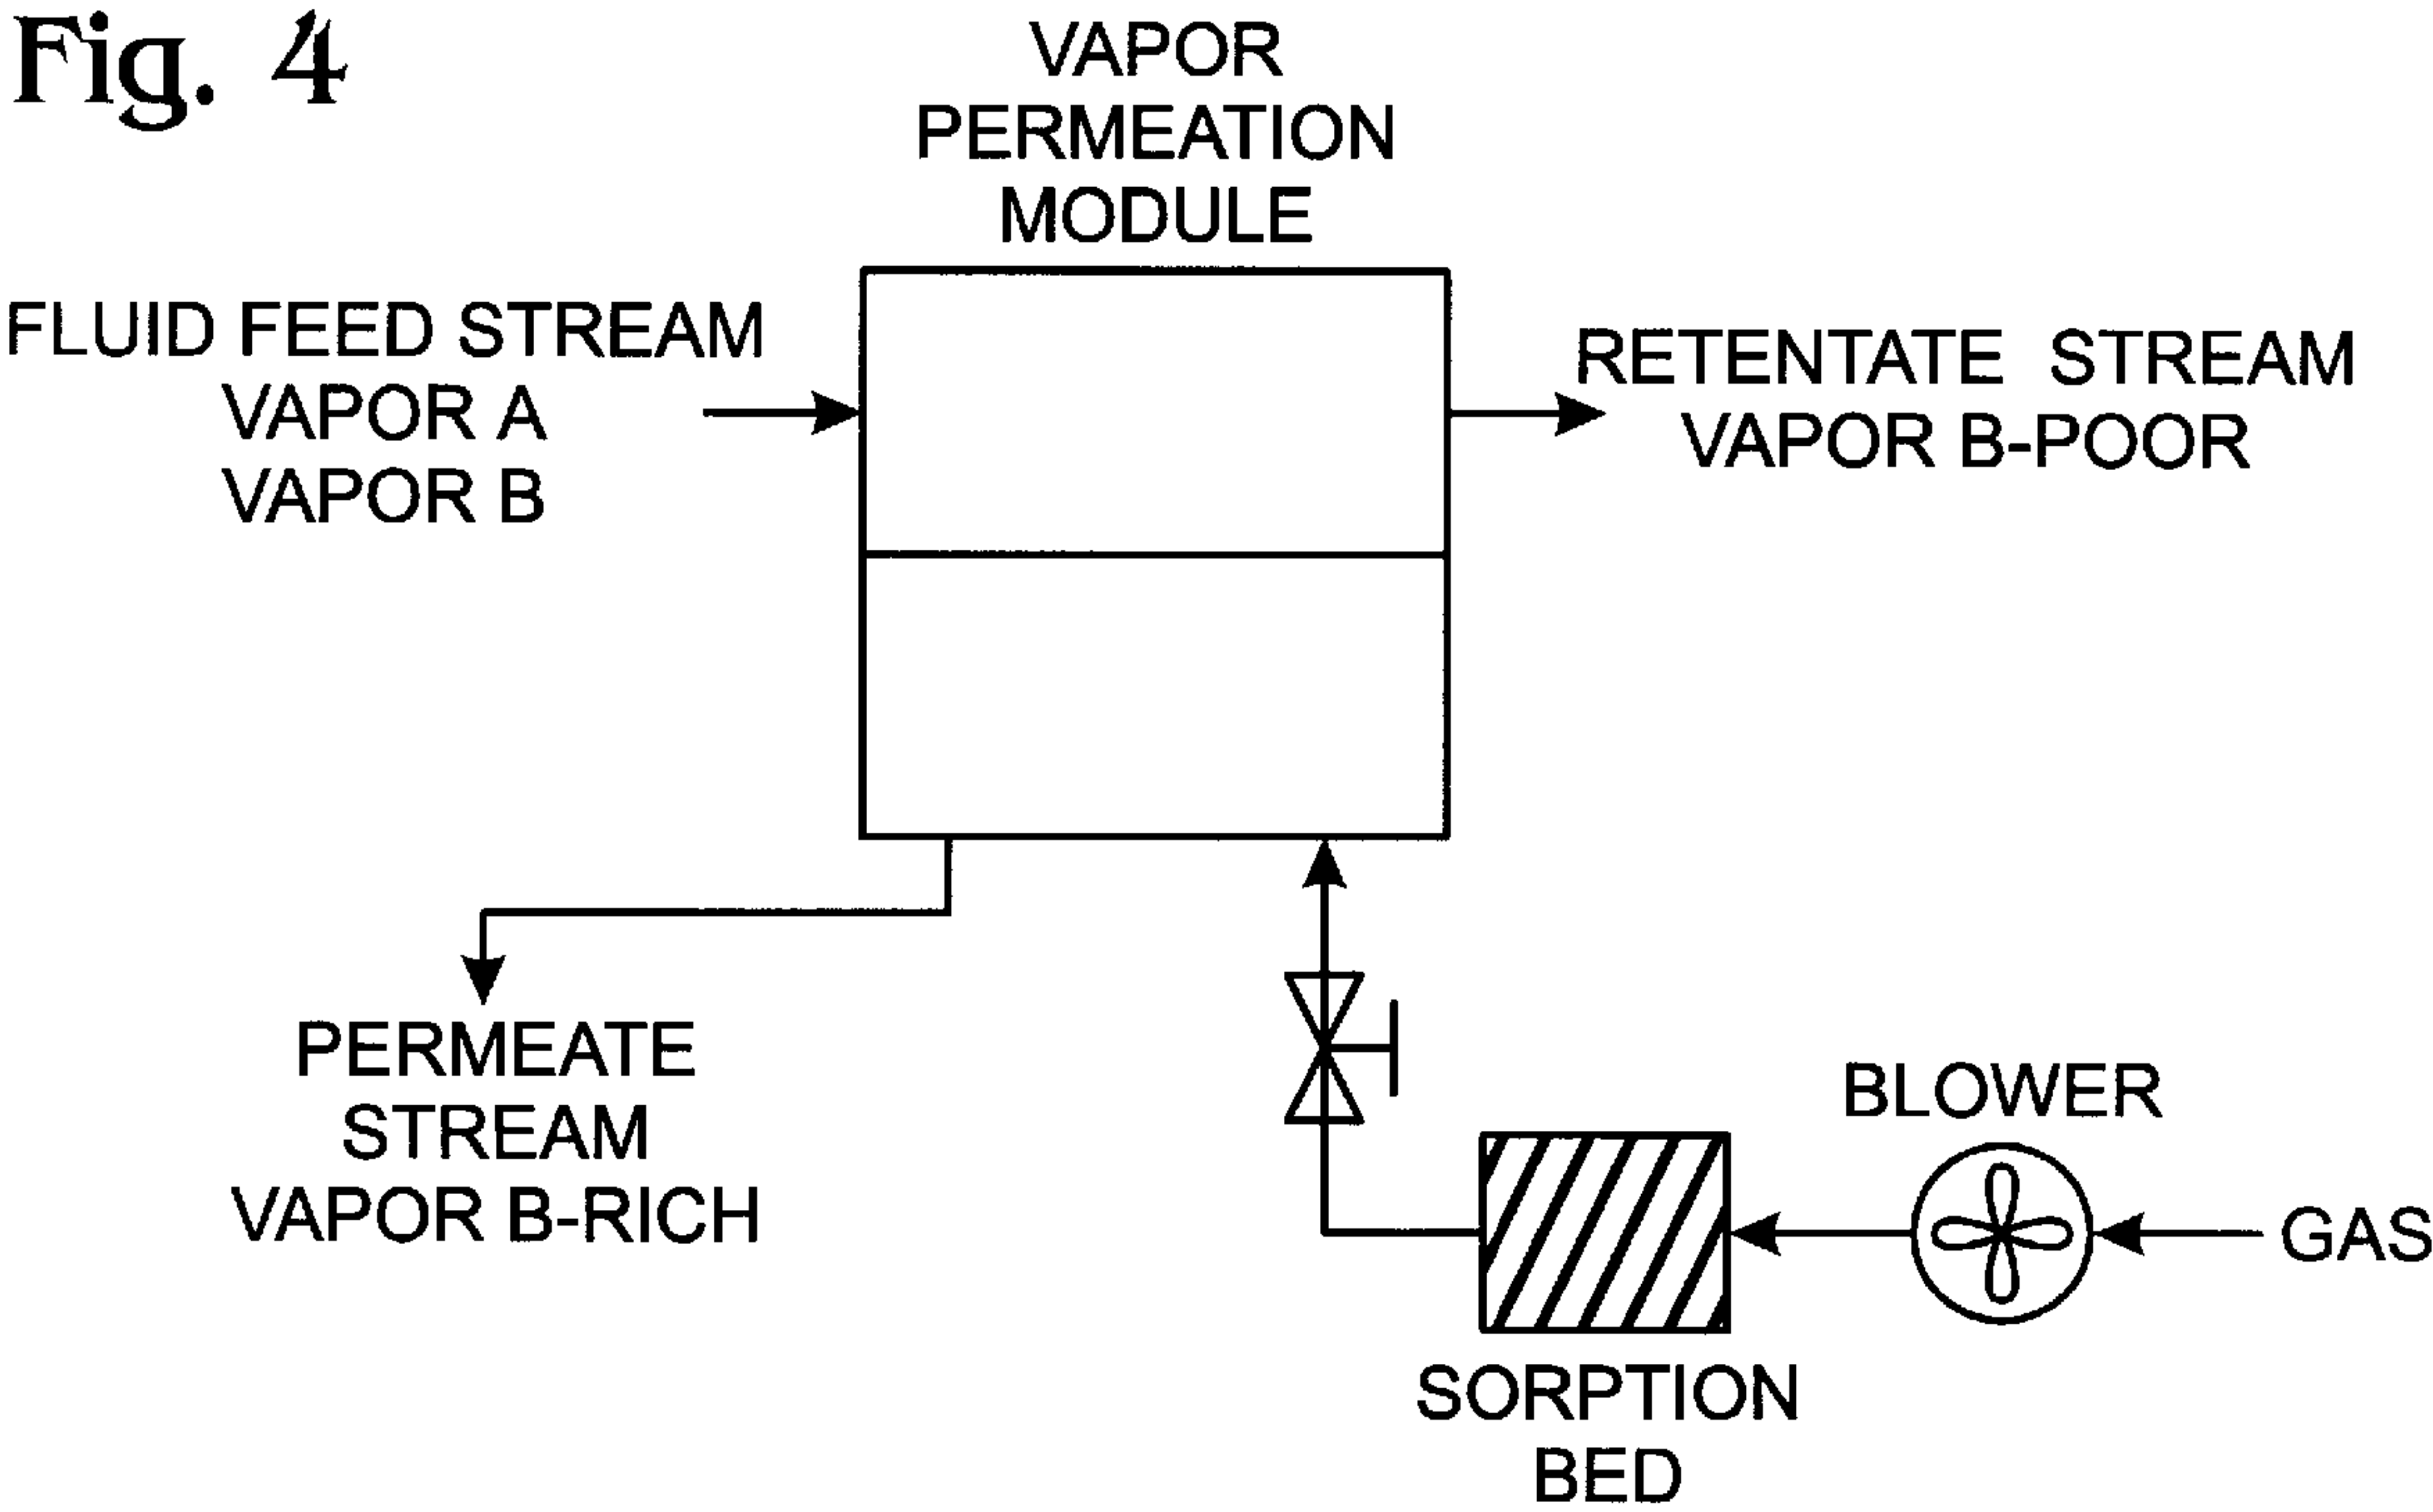 Fig. 4
VAPOR
PERMEATION
MODULE
FLUID FEED STREAM
VAPOR A
VAPOR B
RETENTATE STREAM
VAPOR B-POOR
PERMEATE
STREAM
VAPOR B-RICH
BLOWER
GAS
SORPTION
BED